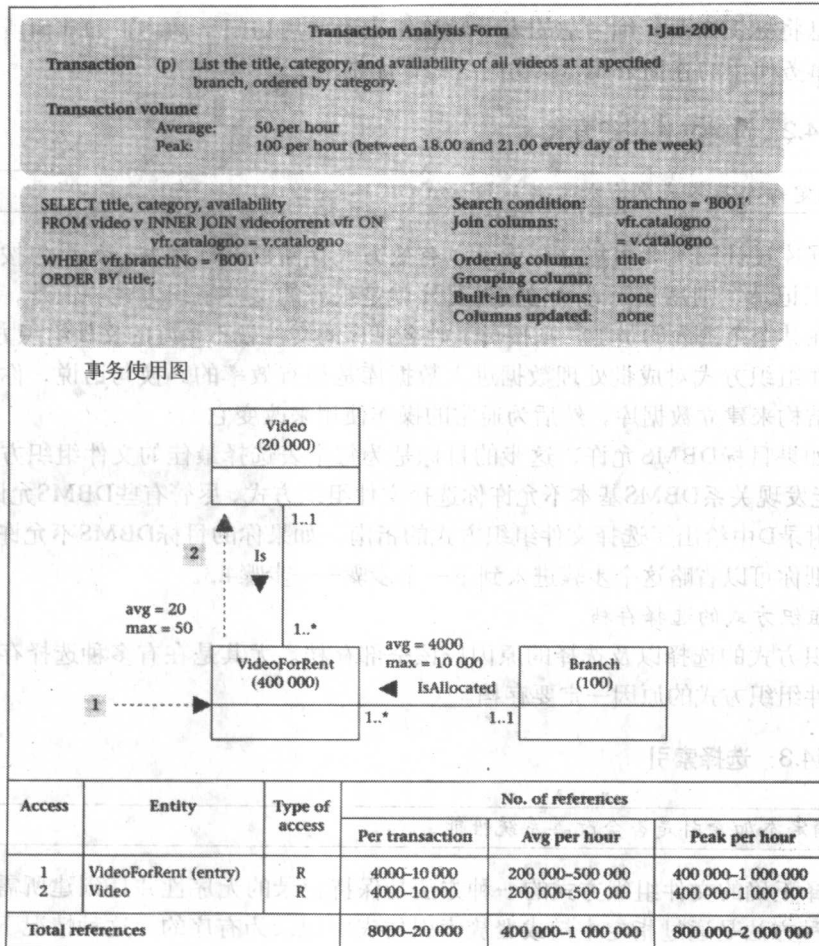 Transaction Analysis Form 1-Jan-2000
Transaction (p) List the title, category, and availability of all videos at at specified
branch, ordered by category.
Transaction volume
Average: 50 per hour
Peak: 100 per hour (between 18.00 and 21.00 every day of the week)
SELECT title, category, availability
FROM video v INNER JOIN videoforrent vfr ON
vfr.catalogno = v.catalogno
WHERE vfr.branchNo = 'B001'
ORDER BY title;
Search condition: branchno = 'B001'
Join columns: vfr.catalogno
= v.catalogno
Ordering column: title
Grouping column: none
Built-in functions: none
Columns updated: none
事务使用图
Video
(20 000)
1..1
2
Is
avg = 20
max = 50
1..*
avg = 4000
max = 10 000
VideoForRent
(400 000)
IsAllocated
Branch
(100)
1
1..*
1..1
Access Entity Type of access No. of references
Per transaction Avg per hour Peak per hour
1 VideoForRent (entry) R 4000–10 000 200 000–500 000 400 000–1 000 000
2 Video R 4000–10 000 200 000–500 000 400 000–1 000 000
Total references 8000–20 000 400 000–1 000 000 800 000–2 000 000